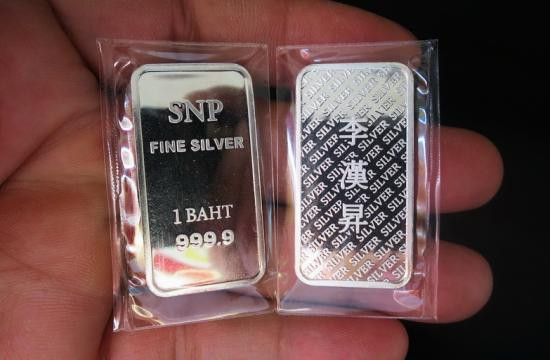 SNP
FINE SILVER
1 BAHT
999.9
李
漢
昇